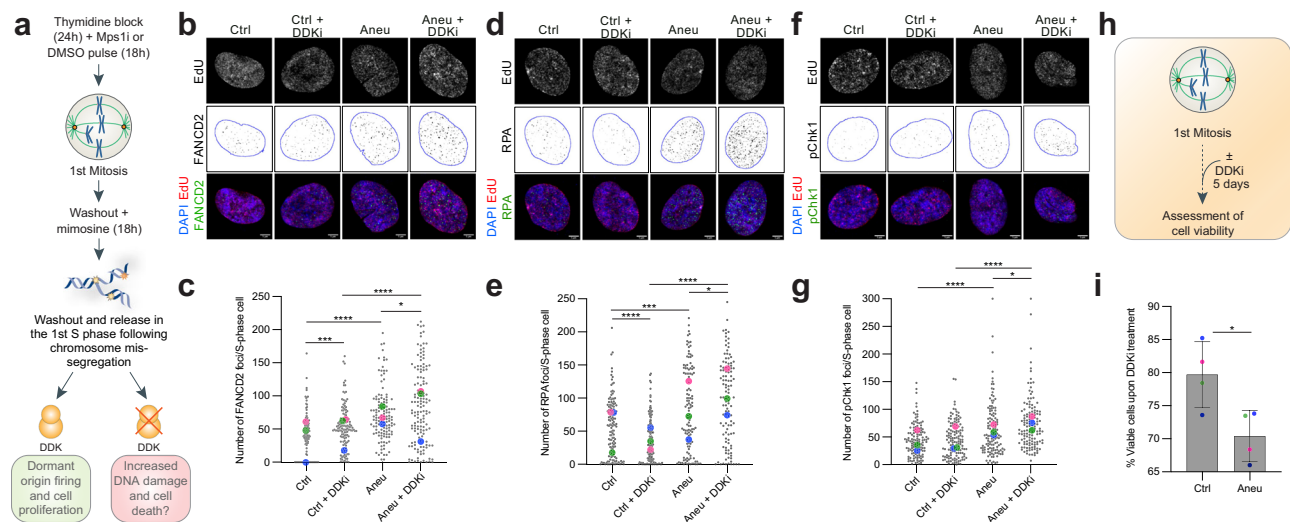 a
Thymidine block
(24h) + Mps1i or
DMSO pulse (18h)
1st Mitosis
Washout +
mimosine (18h)
Washout and release in
the 1st S phase following
chromosome mis-
segregation
DDK
DDK
Dormant
origin firing
and cell
proliferation
Increased
DNA damage
and cell
death?
b
Ctrl
Ctrl +
DDKi
Aneu
Aneu +
DDKi
EdU
FANCD2
DAPI EdU
FANCD2
c
Number of FANCD2 foci/S-phase cell
250
200
150
100
50
0
****
****
*
***
Ctrl
Ctrl + DDKi
Aneu
Aneu + DDKi
d
Ctrl
Ctrl +
DDKi
Aneu
Aneu +
DDKi
EdU
RPA
DAPI EdU
RPA
e
Number of RPA foci/S-phase cell
250
200
150
100
50
0
****
***
*
****
Ctrl
Ctrl + DDKi
Aneu
Aneu + DDKi
f
Ctrl
Ctrl +
DDKi
Aneu
Aneu +
DDKi
EdU
pChk1
DAPI EdU
pChk1
g
Number of pChk1 foci/S-phase cell
300
250
200
150
100
50
0
****
****
*
Ctrl
Ctrl + DDKi
Aneu
Aneu + DDKi
h
1st Mitosis
±
DDKi
5 days
Assessment of
cell viability
i
% Viable cells upon DDKi treatment
90
85
80
75
70
65
*
Ctrl
Aneu